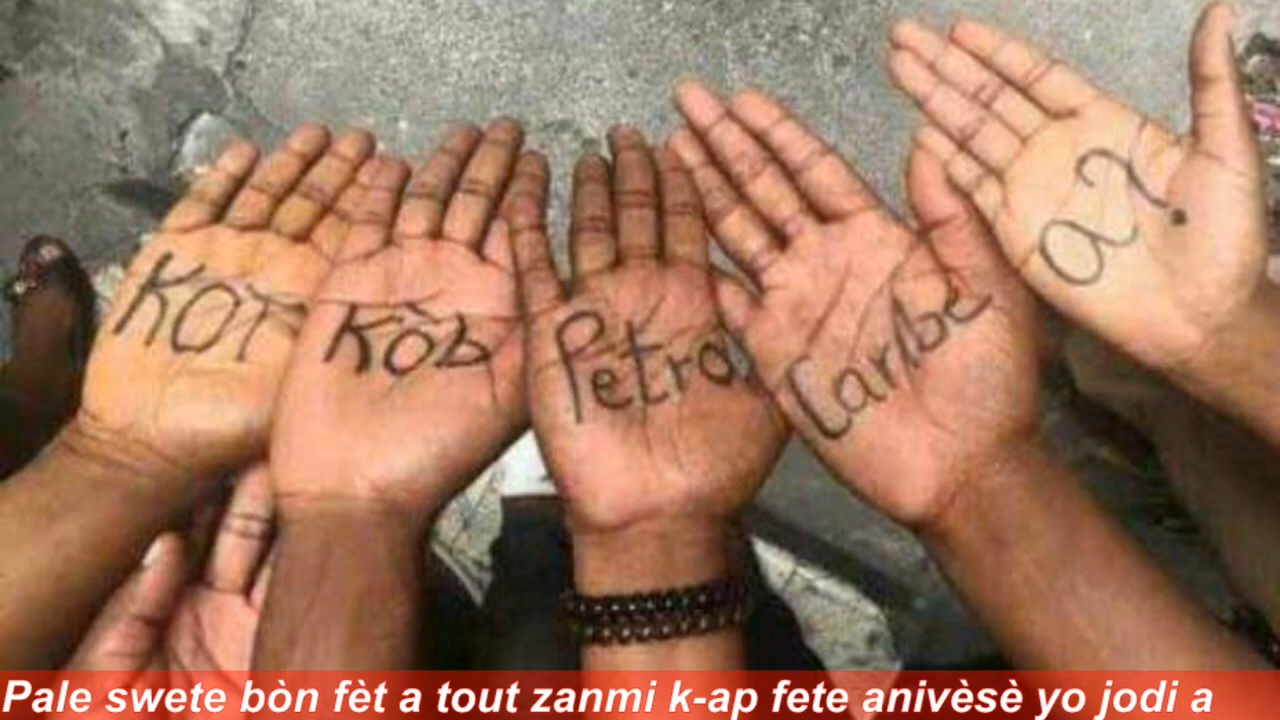 KOT Kòb Petro Caribe a?
Pale swete bòn fèt a tout zanmi k-ap fete anivèsè yo jodi a